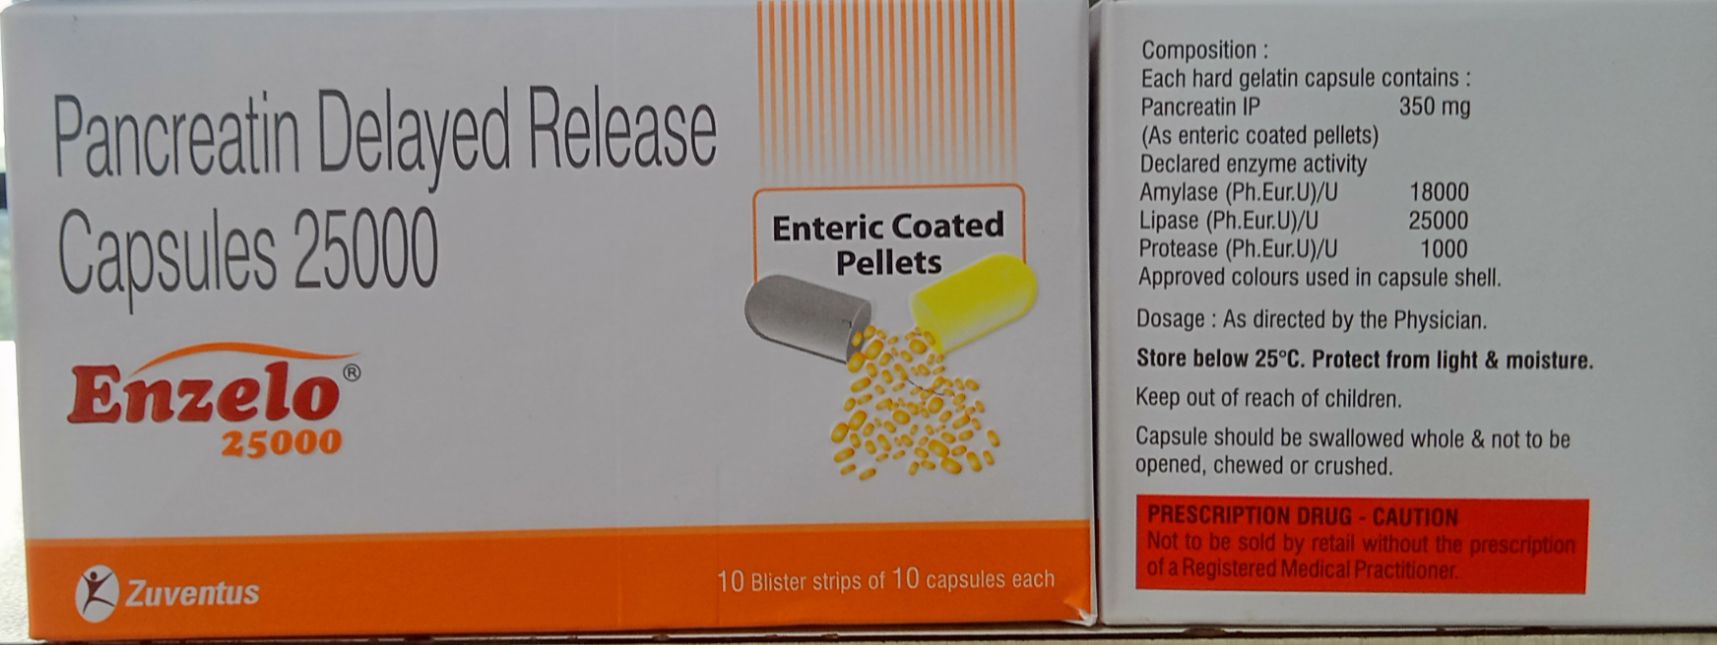 Pancreatin Delayed Release
Capsules 25000
Enteric Coated
Pellets
Enzelo®
25000
Zuventus
10 Blister strips of 10 capsules each
Composition :
Each hard gelatin capsule contains :
Pancreatin IP 350 mg
(As enteric coated pellets)
Declared enzyme activity
Amylase (Ph.Eur.U)/U 18000
Lipase (Ph.Eur.U)/U 25000
Protease (Ph.Eur.U)/U 1000
Approved colours used in capsule shell.
Dosage : As directed by the Physician.
Store below 25°C. Protect from light & moisture.
Keep out of reach of children.
Capsule should be swallowed whole & not to be
opened, chewed or crushed.
PRESCRIPTION DRUG - CAUTION
Not to be sold by retail without the prescription
of a Registered Medical Practitioner.